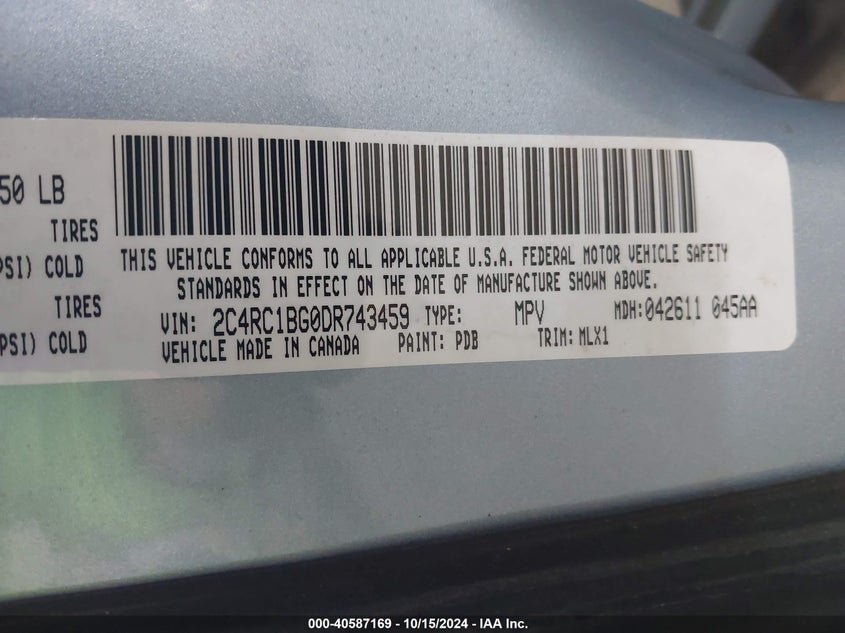 50 LB
TIRES
PSI) COLD
TIRES
PSI) COLD
THIS VEHICLE CONFORMS TO ALL APPLICABLE U.S.A. FEDERAL MOTOR VEHICLE SAFETY
STANDARDS IN EFFECT ON THE DATE OF MANUFACTURE SHOWN ABOVE.
VIN: 2C4RC1BG0DR743459 TYPE: MPV MDH:042611 045AA
VEHICLE MADE IN CANADA PAINT: PDB TRIM: MLX1
000-40587169 - 10/15/2024 - IAA Inc.